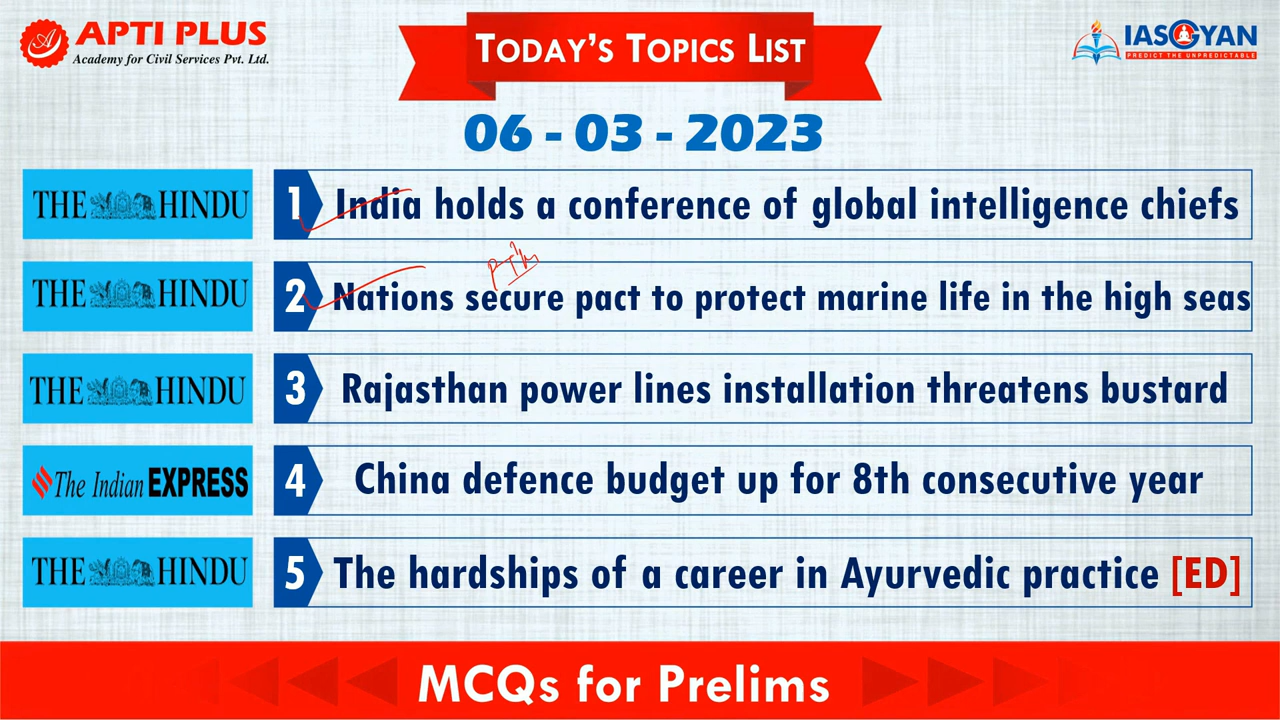 APTI PLUS
Academy for Civil Services Pvt. Ltd.
TODAY'S TOPICS LIST
IASGYAN
PREDICT THE UNPREDICTABLE
06 - 03 - 2023
THE HINDU 1 India holds a conference of global intelligence chiefs
THE HINDU 2 Nations secure pact to protect marine life in the high seas
THE HINDU 3 Rajasthan power lines installation threatens bustard
The Indian EXPRESS 4 China defence budget up for 8th consecutive year
THE HINDU 5 The hardships of a career in Ayurvedic practice [ED]
MCQs for Prelims